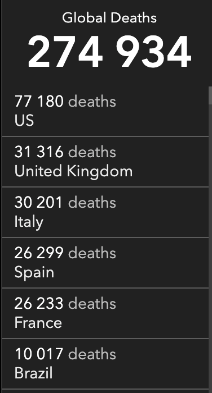 Global Deaths
274 934
77 180 deaths
US
31 316 deaths
United Kingdom
30 201 deaths
Italy
26 299 deaths
Spain
26 233 deaths
France
10 017 deaths
Brazil